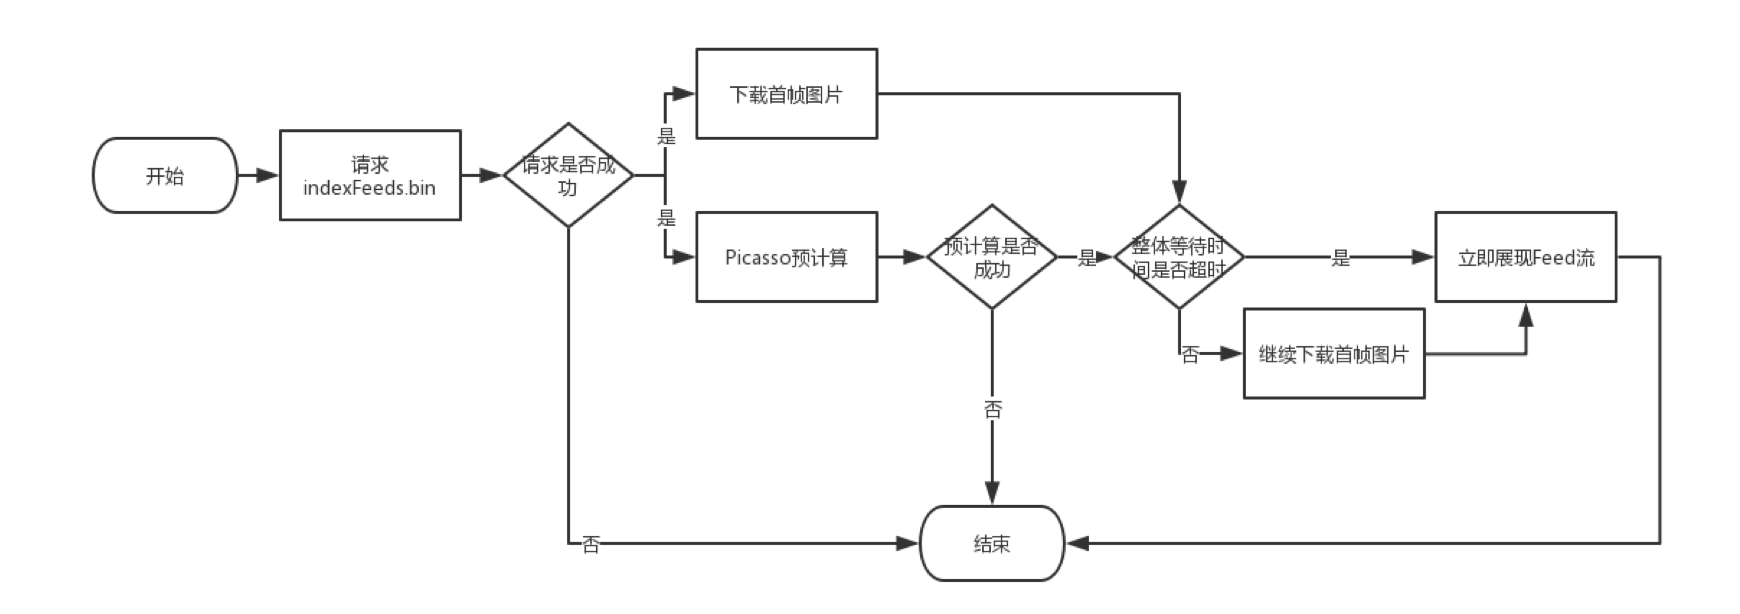 开始
请求
indexFeeds.bin
请求是否成
功
是
是
下载首帧图片
Picasso预计算
预计算是否
成功
是
整体等待时
间是否超时
是
立即展现Feed流
否
继续下载首帧图片
否
否
结束